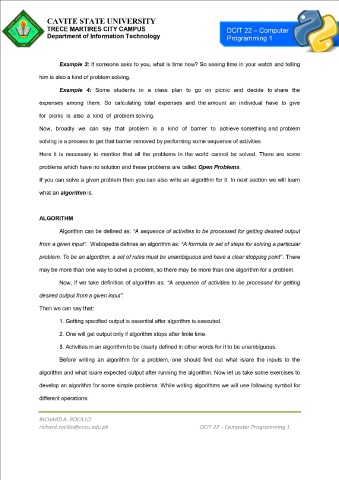 CAVITE STATE UNIVERSITY
TRECE MARTIRES CITY CAMPUS
Department of Information Technology
DCIT 22 – Computer
Programming 1
Example 3: If someone asks to you, what is time now? So seeing time in your watch and telling
him is also a kind of problem solving.
Example 4: Some students in a class plan to go on picnic and decide to share the
expenses among them. So calculating total expenses and the amount an individual have to give
for picnic is also a kind of problem solving.
Now, broadly we can say that problem is a kind of barrier to achieve something and problem
solving is a process to get that barrier removed by performing some sequence of activities
Here it is necessary to mention that all the problems in the world cannot be solved. There are some
problems which have no solution and these problems are called Open Problems.
If you can solve a given problem then you can also write an algorithm for it. In next section we will learn
what an algorithm is.
ALGORITHM
Algorithm can be defined as: “A sequence of activities to be processed for getting desired output
from a given input”. Webopedia defines an algorithm as: “A formula or set of steps for solving a particular
problem. To be an algorithm, a set of rules must be unambiguous and have a clear stopping point”. There
may be more than one way to solve a problem, so there may be more than one algorithm for a problem.
Now, if we take definition of algorithm as: “A sequence of activities to be processed for getting
desired output from a given input”.
Then we can say that:
1. Getting specified output is essential after algorithm is executed.
2. One will get output only if algorithm stops after finite time.
3. Activities in an algorithm to be clearly defined in other words for it to be unambiguous.
Before writing an algorithm for a problem, one should find out what is/are the inputs to the
algorithm and what is/are expected output after running the algorithm. Now let us take some exercises to
develop an algorithm for some simple problems: While writing algorithms we will use following symbol for
different operations:
RICHARD A. ROCILLO
richard.rocillo@cvsu.edu.ph DCIT 22 – Computer Programming 1